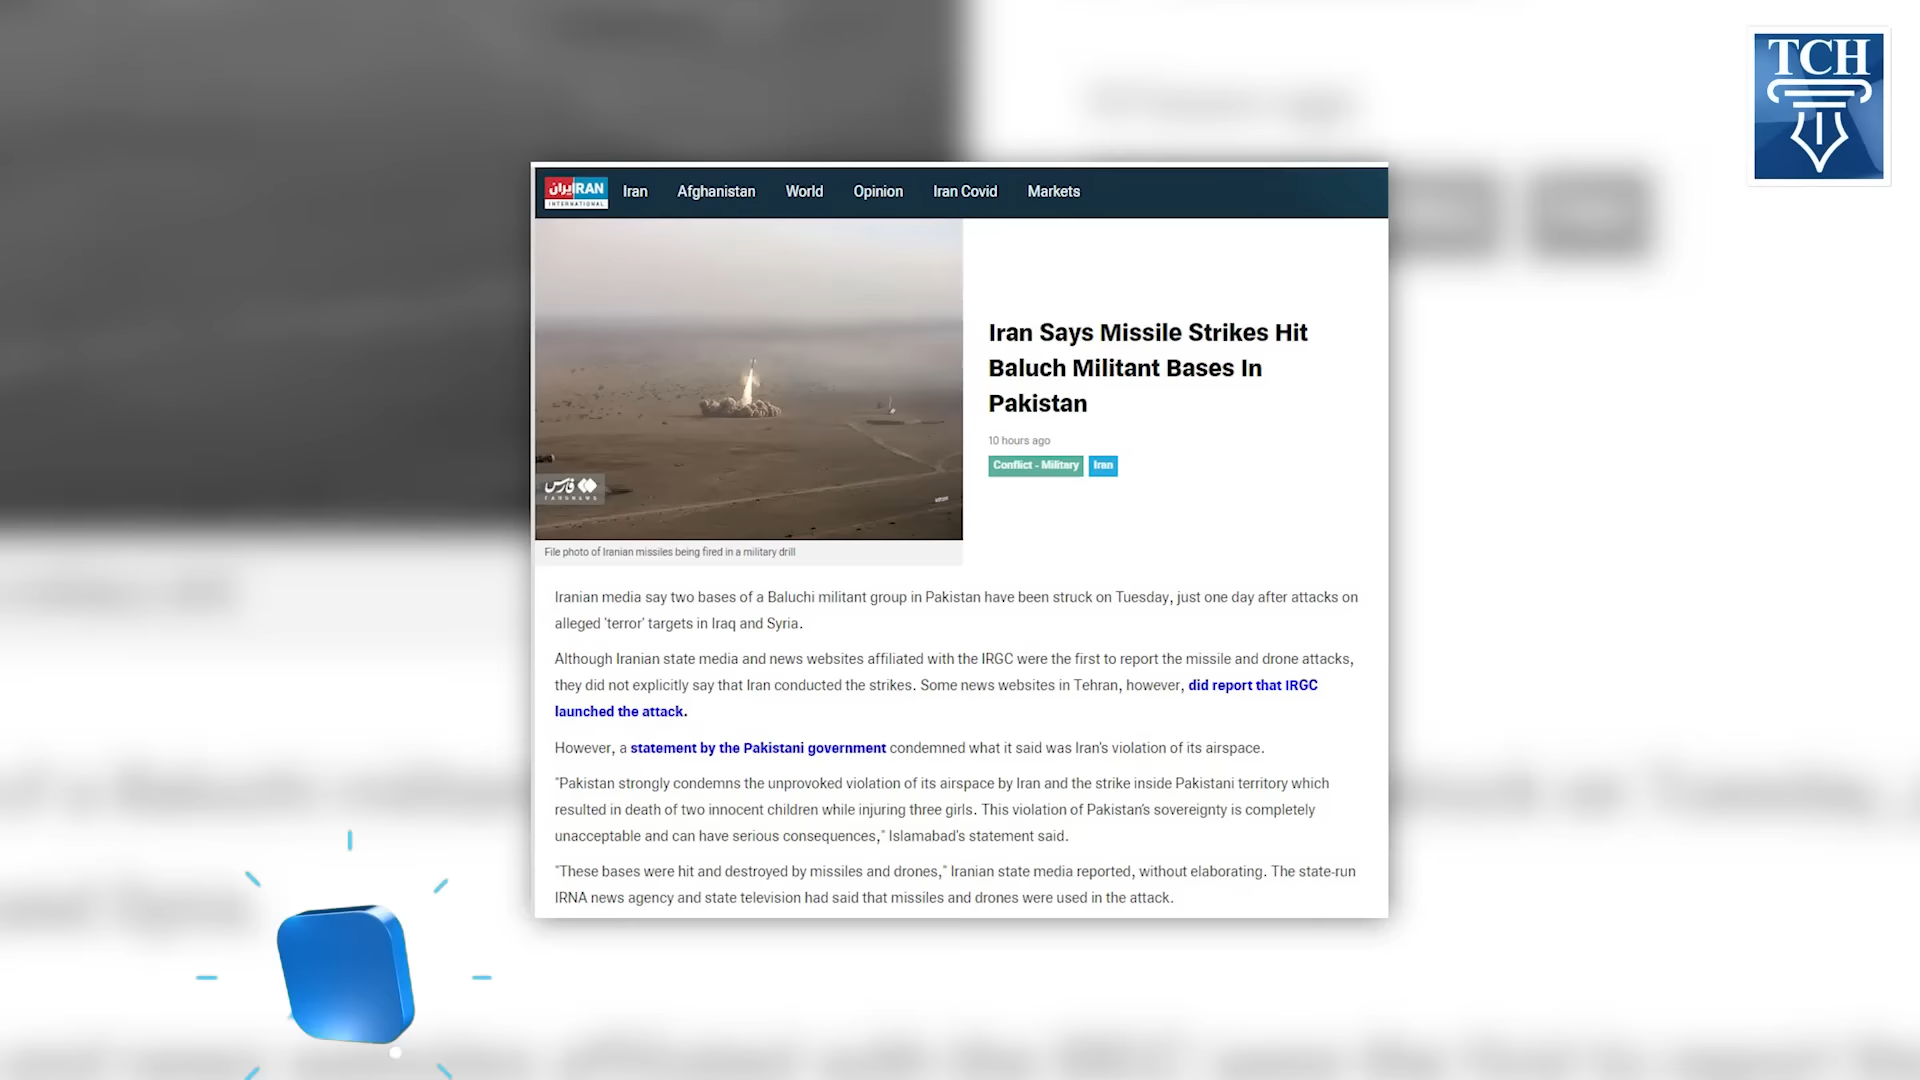 TCH
ایران IRAN
INTERNATIONAL
Iran Afghanistan World Opinion Iran Covid Markets
Iran Says Missile Strikes Hit
Baluch Militant Bases In
Pakistan
10 hours ago
Conflict - Military Iran
فارس
FARSNEWS
File photo of Iranian missiles being fired in a military drill
Iranian media say two bases of a Baluchi militant group in Pakistan have been struck on Tuesday, just one day after attacks on
alleged 'terror' targets in Iraq and Syria.
Although Iranian state media and news websites affiliated with the IRGC were the first to report the missile and drone attacks,
they did not explicitly say that Iran conducted the strikes. Some news websites in Tehran, however, did report that IRGC
launched the attack.
However, a statement by the Pakistani government condemned what it said was Iran's violation of its airspace.
"Pakistan strongly condemns the unprovoked violation of its airspace by Iran and the strike inside Pakistani territory which
resulted in death of two innocent children while injuring three girls. This violation of Pakistan's sovereignty is completely
unacceptable and can have serious consequences," Islamabad's statement said.
"These bases were hit and destroyed by missiles and drones," Iranian state media reported, without elaborating. The state-run
IRNA news agency and state television had said that missiles and drones were used in the attack.